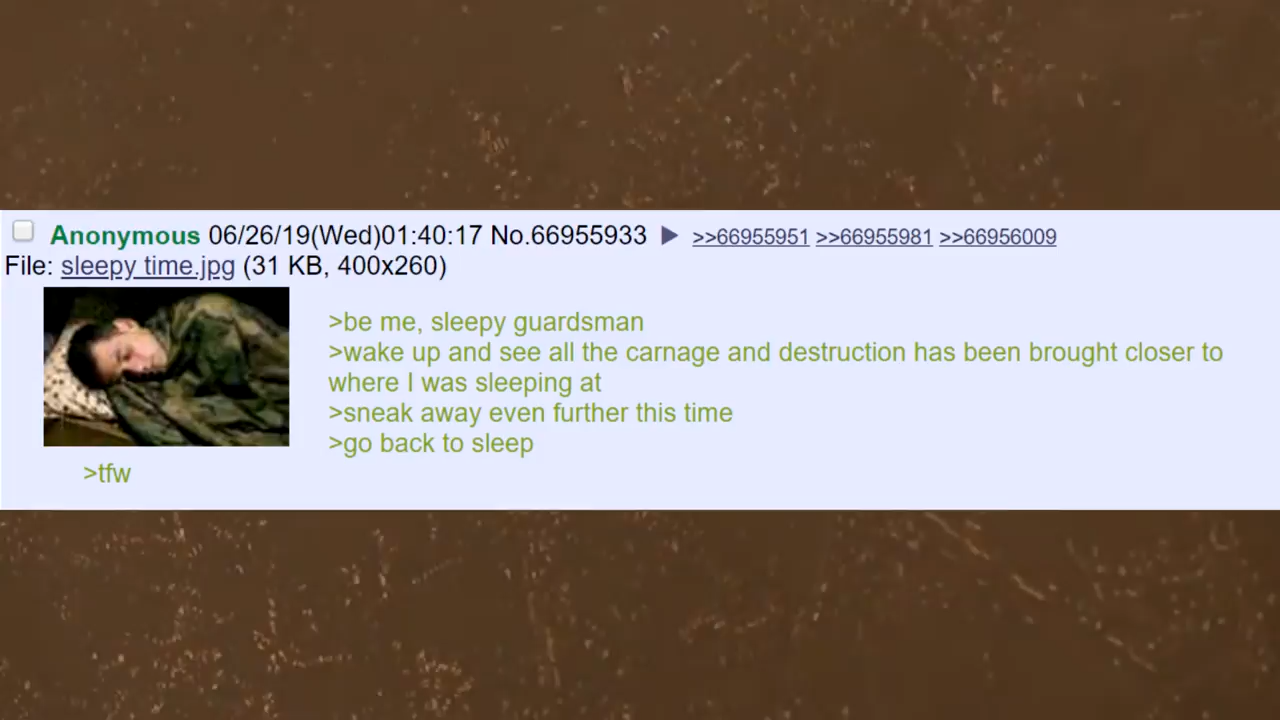 Anonymous 06/26/19(Wed)01:40:17 No.66955933 ▶ >>66955951 >>66955981 >>66956009
File: sleepy time.jpg (31 KB, 400x260)
>be me, sleepy guardsman
>wake up and see all the carnage and destruction has been brought closer to
where I was sleeping at
>sneak away even further this time
>go back to sleep
>tfw